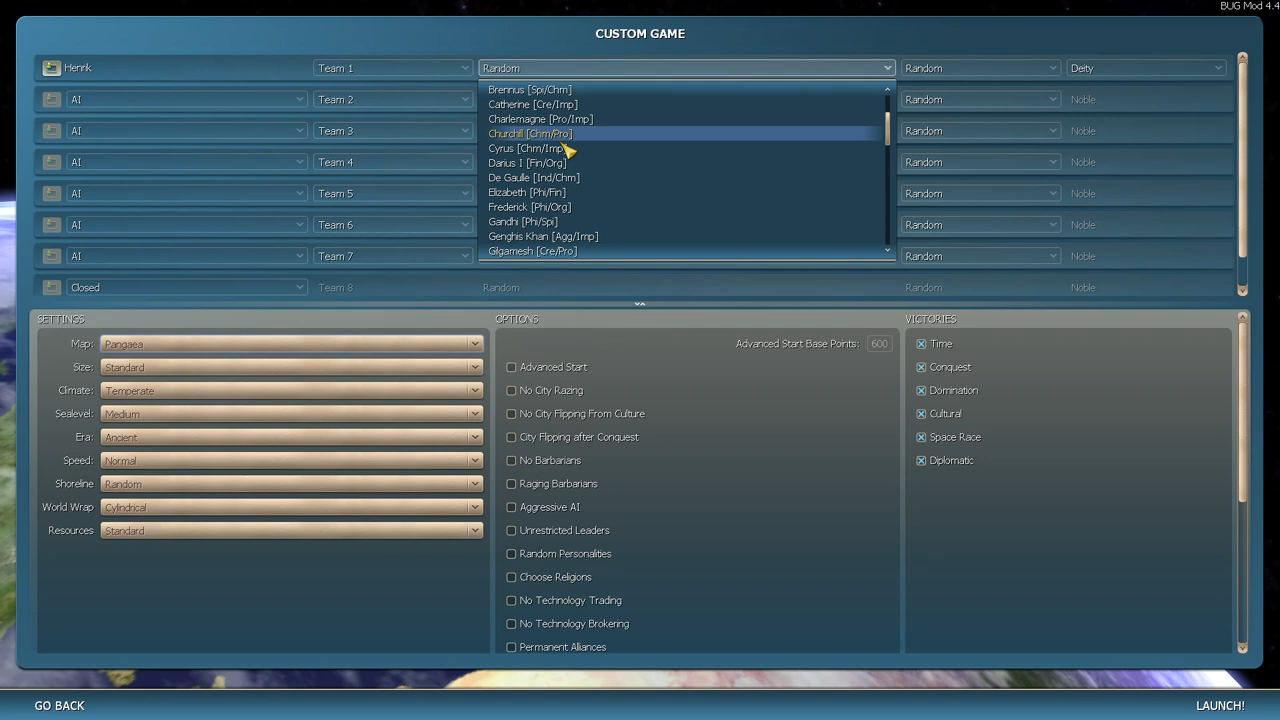 BUG Mod 4.4
CUSTOM GAME
Henrik Team 1 Random Random Deity
AI Team 2 Random Noble
AI Team 3 Random Noble
AI Team 4 Random Noble
AI Team 5 Random Noble
AI Team 6 Random Noble
AI Team 7 Random Noble
Closed Team 8 Random Random Noble
Brennus [Spi/Chm]
Catherine [Cre/Imp]
Charlemagne [Pro/Imp]
Churchill [Chm/Pro]
Cyrus [Chm/Imp]
Darius I [Fin/Org]
De Gaulle [Ind/Chm]
Elizabeth [Phi/Fin]
Frederick [Phi/Org]
Gandhi [Phi/Spi]
Genghis Khan [Agg/Imp]
Gilgamesh [Cre/Pro]
SETTINGS
Map: Pangaea
Size: Standard
Climate: Temperate
Sealevel: Medium
Era: Ancient
Speed: Normal
Shoreline Random
World Wrap Cylindrical
Resources Standard
OPTIONS
Advanced Start Base Points: 600
Advanced Start
No City Razing
No City Flipping From Culture
City Flipping after Conquest
No Barbarians
Raging Barbarians
Aggressive AI
Unrestricted Leaders
Random Personalities
Choose Religions
No Technology Trading
No Technology Brokering
Permanent Alliances
VICTORIES
Time
Conquest
Domination
Cultural
Space Race
Diplomatic
GO BACK
LAUNCH!